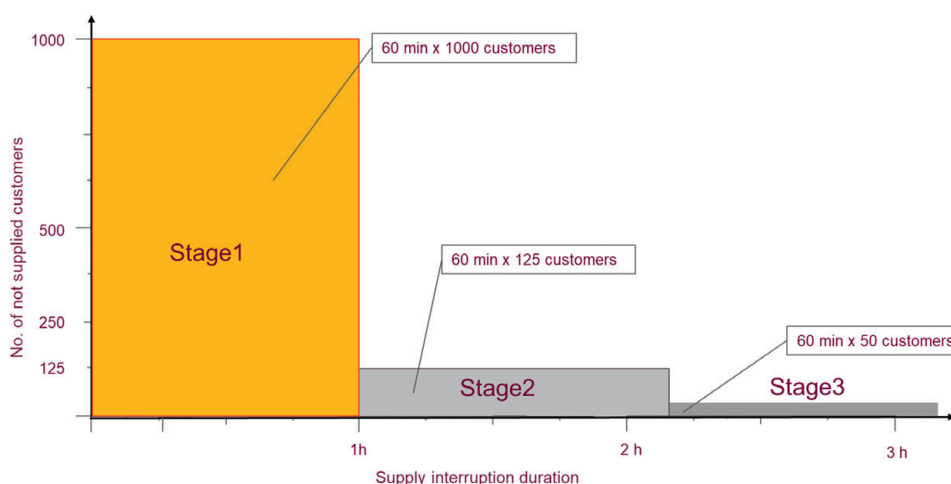 1000
60 min x 1000 customers
No. of not supplied customers
500
Stage1
60 min x 125 customers
250
60 min x 50 customers
125
Stage2
Stage3
1h
2 h
3 h
Supply interruption duration